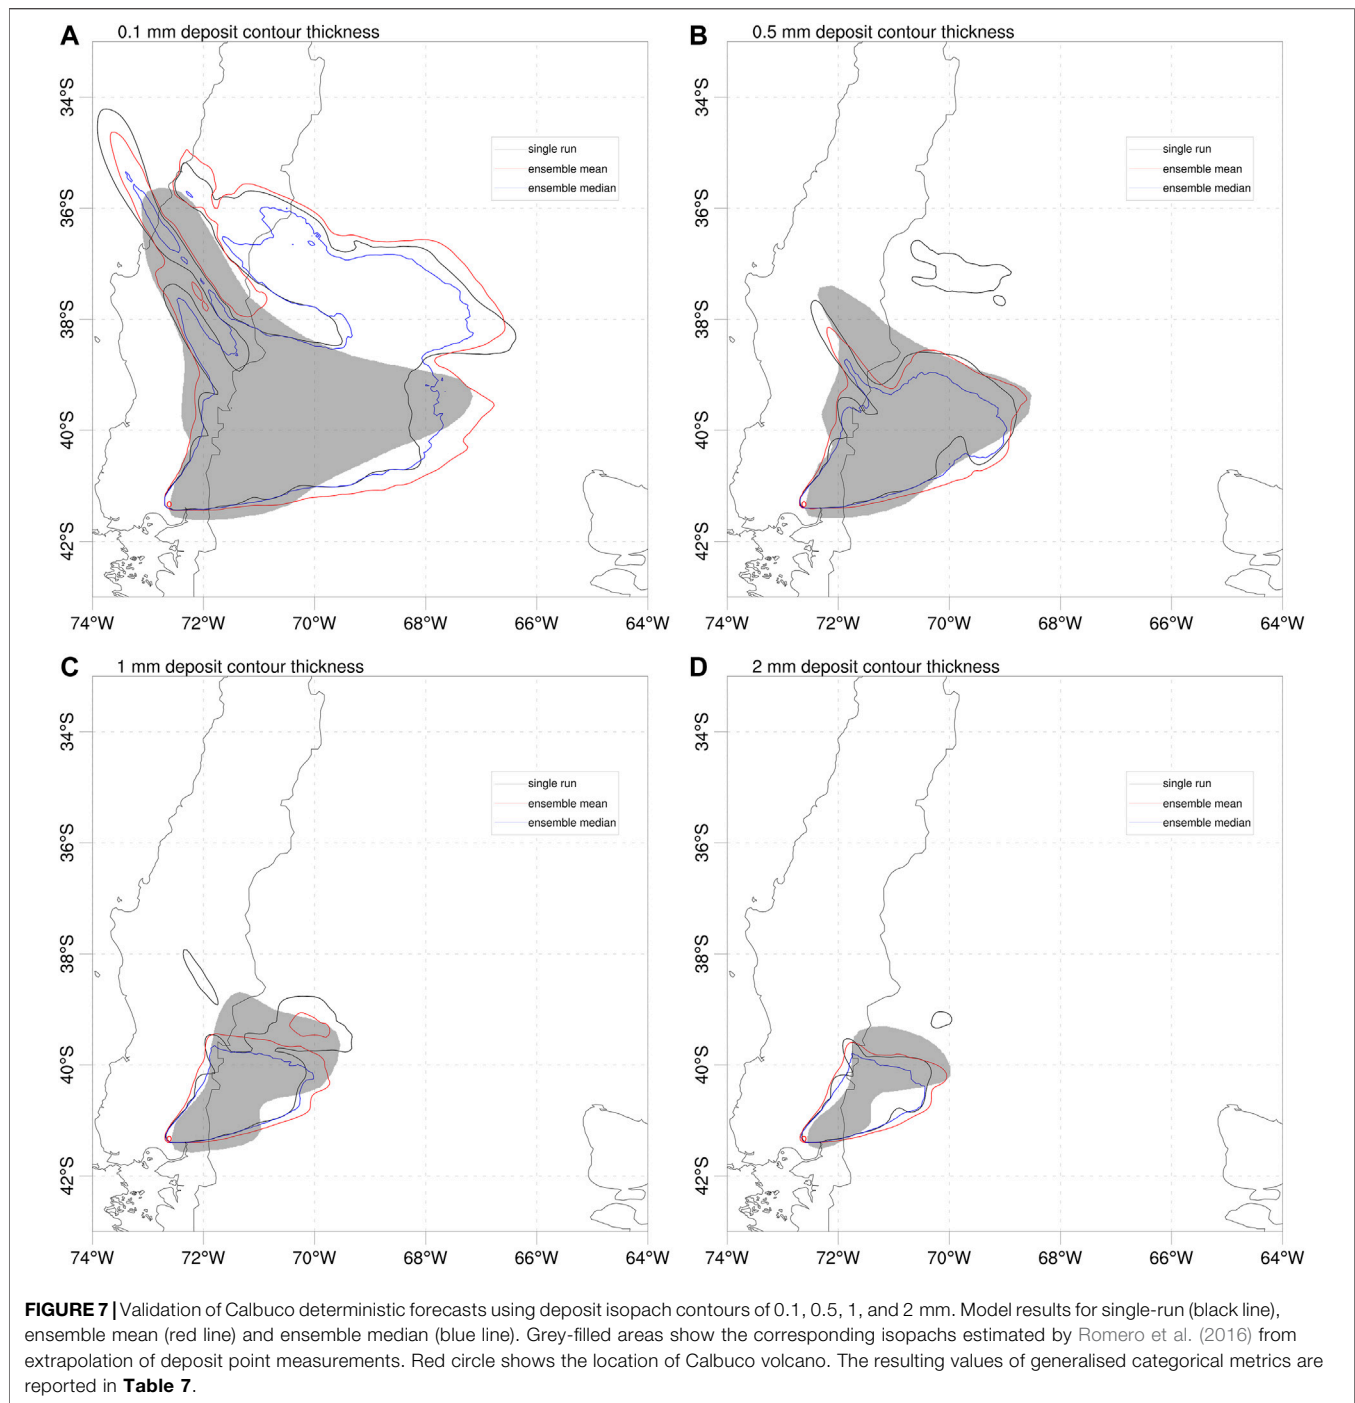 A 0.1 mm deposit contour thickness
34°S
36°S
38°S
40°S
42°S
74°W 72°W 70°W 68°W 66°W 64°W
single run
ensemble mean
ensemble median
B 0.5 mm deposit contour thickness
34°S
36°S
38°S
40°S
42°S
74°W 72°W 70°W 68°W 66°W 64°W
single run
ensemble mean
ensemble median
C 1 mm deposit contour thickness
34°S
36°S
38°S
40°S
42°S
74°W 72°W 70°W 68°W 66°W 64°W
single run
ensemble mean
ensemble median
D 2 mm deposit contour thickness
34°S
36°S
38°S
40°S
42°S
74°W 72°W 70°W 68°W 66°W 64°W
single run
ensemble mean
ensemble median
FIGURE 7 | Validation of Calbuco deterministic forecasts using deposit isopach contours of 0.1, 0.5, 1, and 2 mm. Model results for single-run (black line),
ensemble mean (red line) and ensemble median (blue line). Grey-filled areas show the corresponding isopachs estimated by Romero et al. (2016) from
extrapolation of deposit point measurements. Red circle shows the location of Calbuco volcano. The resulting values of generalised categorical metrics are
reported in Table 7.